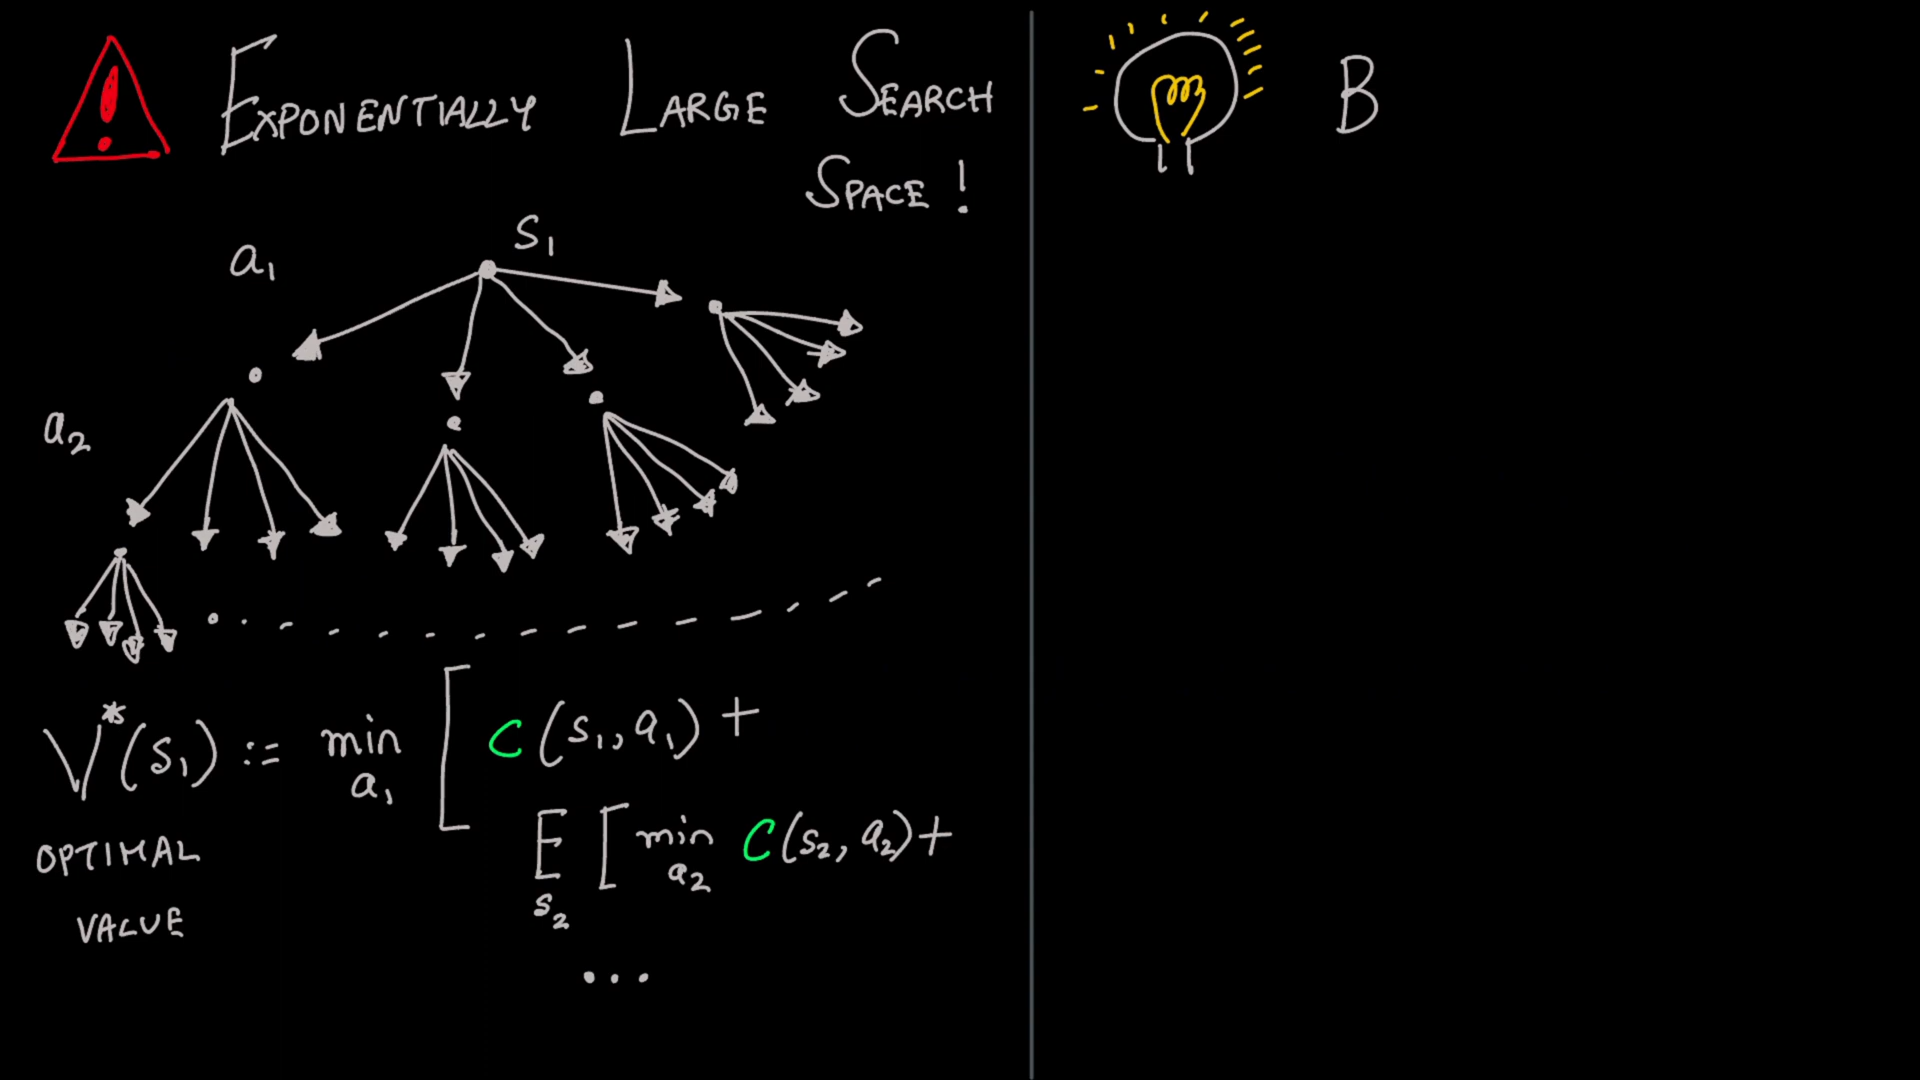 ! EXPONENTIALLY LARGE SEARCH
SPACE !
S₁
a₁
a₂
V*(s₁) := min a₁ [ C(s₁, a₁) +
E s₂ [ min a₂ C(s₂, a₂) +
...
OPTIMAL
VALUE
B